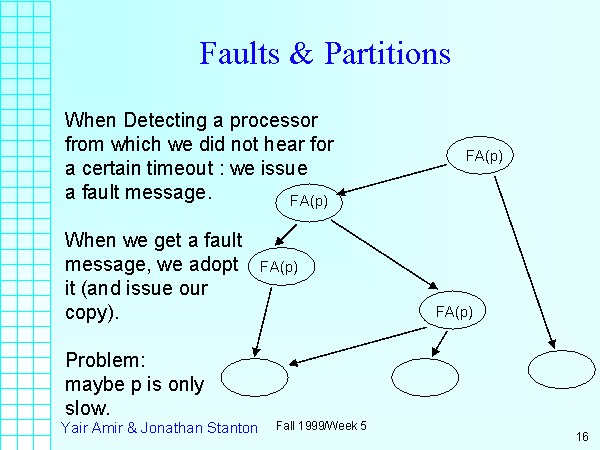 Faults & Partitions
When Detecting a processor
from which we did not hear for
a certain timeout : we issue
a fault message.
When we get a fault
message, we adopt
it (and issue our
copy).
Problem:
maybe p is only
slow.
FA(p)
FA(p)
FA(p)
FA(p)
Yair Amir & Jonathan Stanton
Fall 1999/Week 5
16